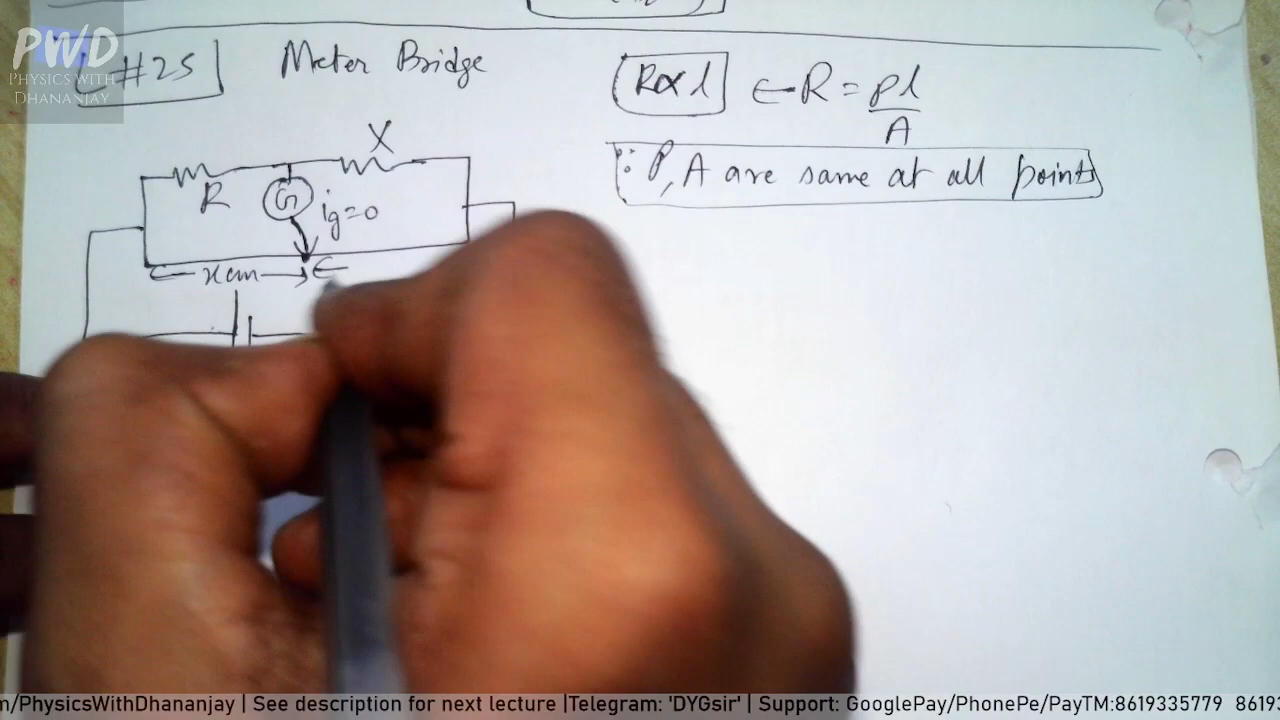 PWD
PHYSICS WITH
DHANANJAY
L#25
Meter Bridge
R∝l ← R = ρl/A
∵ ρ, A are same at all points
X
R
G
ig=0
x cm
m/PhysicsWithDhananjay | See description for next lecture |Telegram: 'DYGsir' | Support: GooglePay/PhonePe/PayTM:8619335779 86193